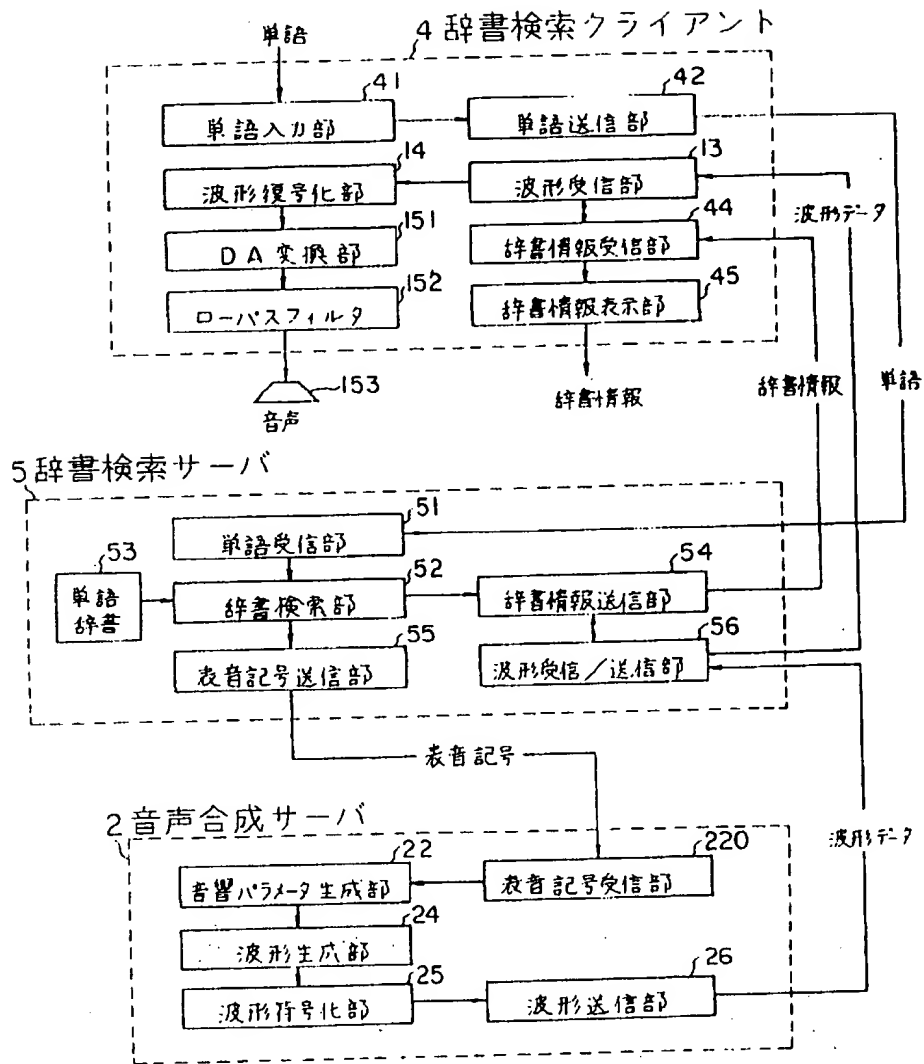 4 辞書検索クライアント
単語
41
単語入力部
42
単語送信部
14
波形復号化部
13
波形受信部
波形データ
151
DA変換部
44
辞書情報受信部
152
ローパスフィルタ
45
辞書情報表示部
153
音声
辞書情報
辞書情報
単語
5 辞書検索サーバ
51
単語受信部
53
単語
辞書
52
辞書検索部
54
辞書情報送信部
55
表音記号送信部
56
波形受信/送信部
表音記号
2 音声合成サーバ
波形データ
22
音響パラメータ生成部
220
表音記号受信部
24
波形生成部
25
波形符号化部
26
波形送信部